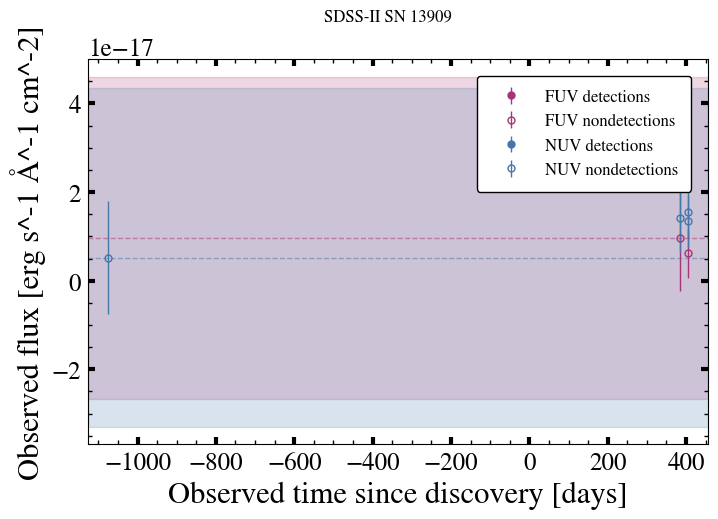 SDSS-II SN 13909
1e−17
Observed flux [erg s^-1 Å^-1 cm^-2]
4
2
0
−2
FUV detections
FUV nondetections
NUV detections
NUV nondetections
−1000 −800 −600 −400 −200 0 200 400
Observed time since discovery [days]